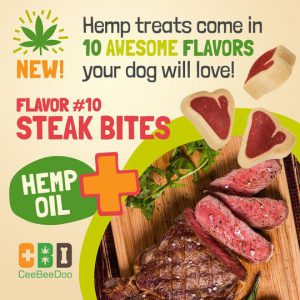 NEW!
Hemp treats come in
10 AWESOME FLAVORS
your dog will love!
FLAVOR #10
STEAK BITES
HEMP
OIL
CBD
CeeBeeDoo